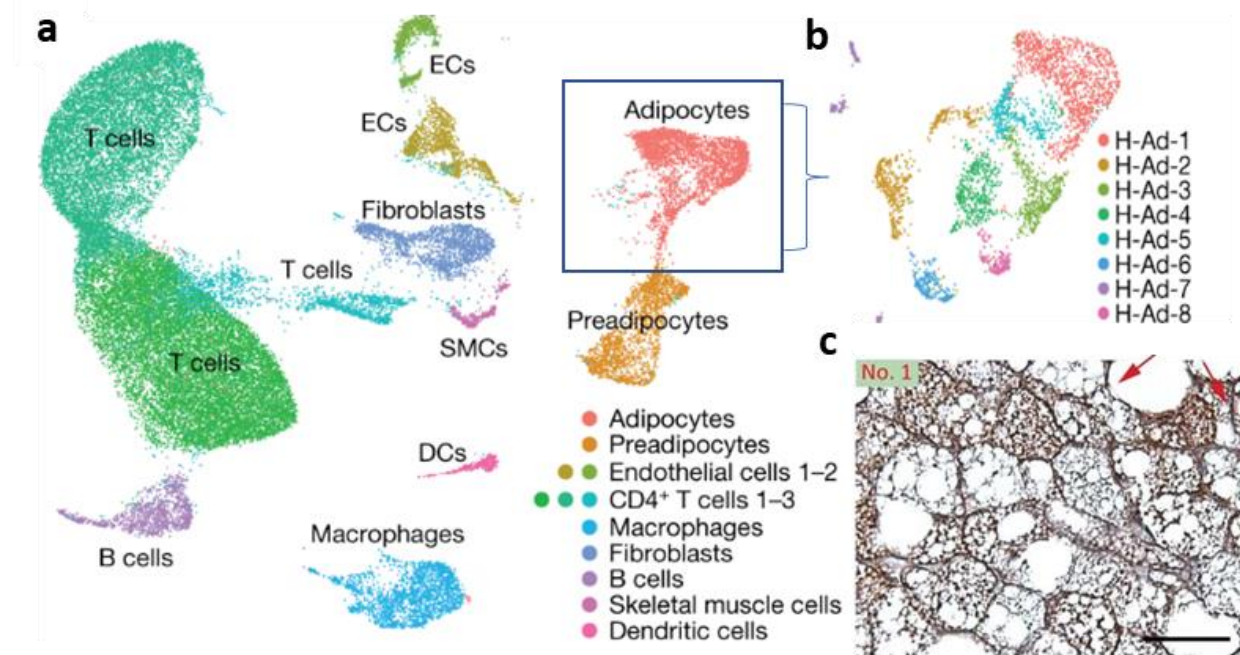 a
T cells
ECs
ECs
Fibroblasts
T cells
SMCs
T cells
B cells
DCs
Macrophages
Adipocytes
Preadipocytes
Adipocytes
Preadipocytes
Endothelial cells 1–2
CD4⁺ T cells 1–3
Macrophages
Fibroblasts
B cells
Skeletal muscle cells
Dendritic cells
b
H-Ad-1
H-Ad-2
H-Ad-3
H-Ad-4
H-Ad-5
H-Ad-6
H-Ad-7
H-Ad-8
c
No. 1